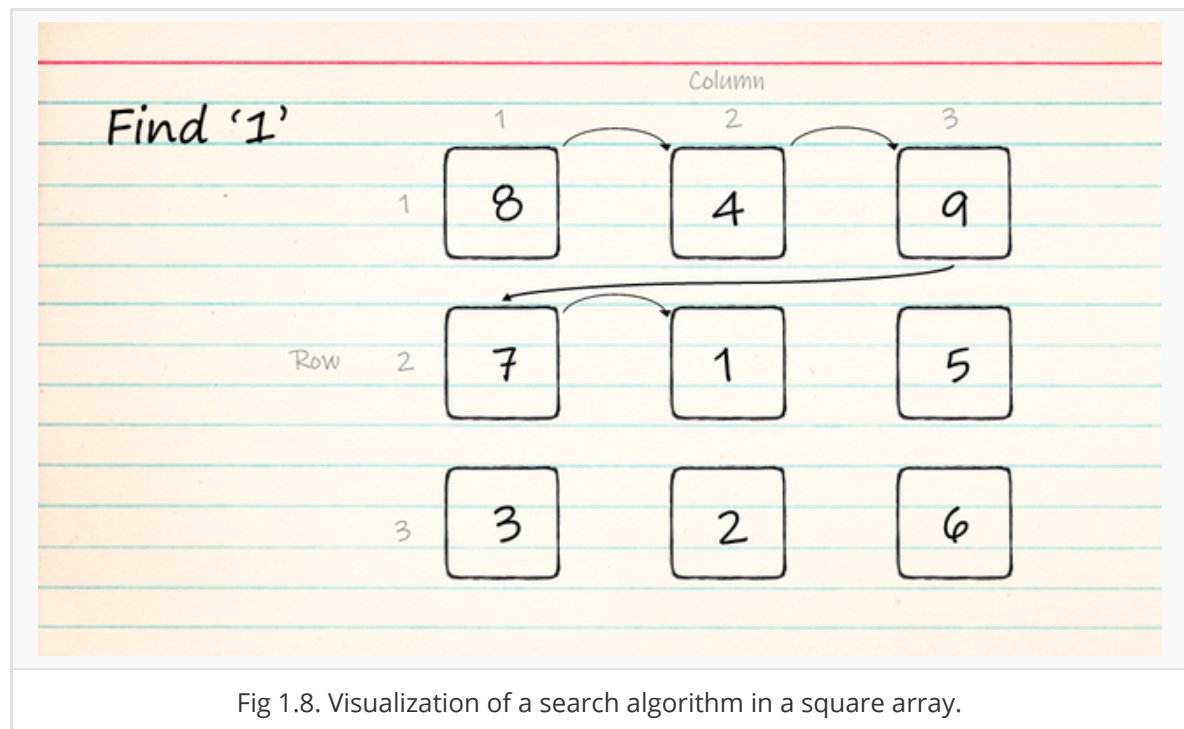 Column
Find ‘1’ 1 2 3
1 8 4 9
Row 2 7 1 5
3 3 2 6
Fig 1.8. Visualization of a search algorithm in a square array.